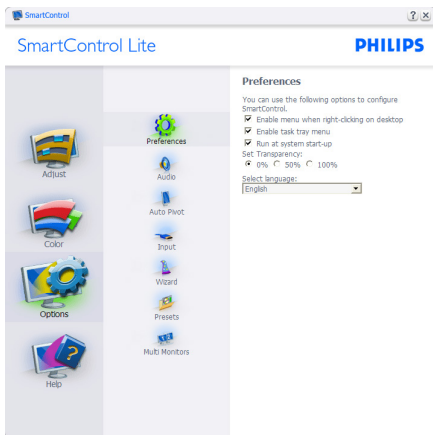 SmartControl
? X
SmartControl Lite
PHILIPS
Adjust
Color
Options
Help
Preferences
Audio
Auto Pivot
Input
Wizard
Presets
Multi Monitors
Preferences
You can use the following options to configure
SmartControl.
Enable menu when right-clicking on desktop
Enable task tray menu
Run at system start-up
Set Transparency:
0% 50% 100%
Select language:
English